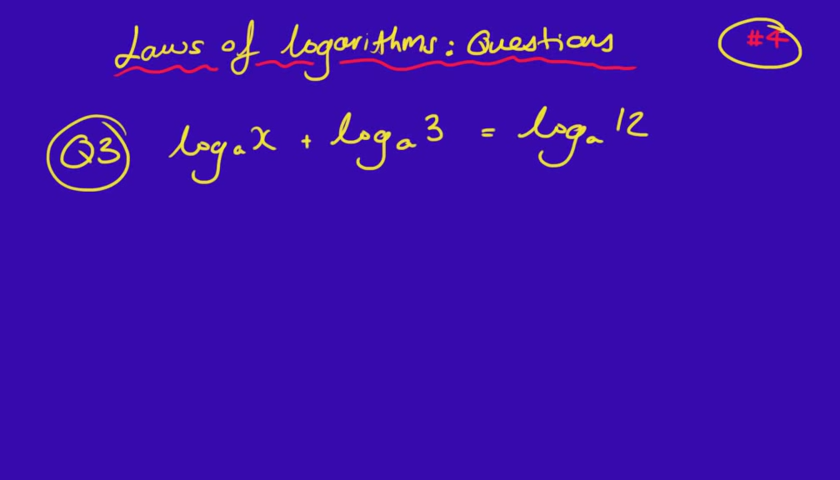 Laws of logarithms: Questions #4
Q3 logₐx + logₐ3 = logₐ12